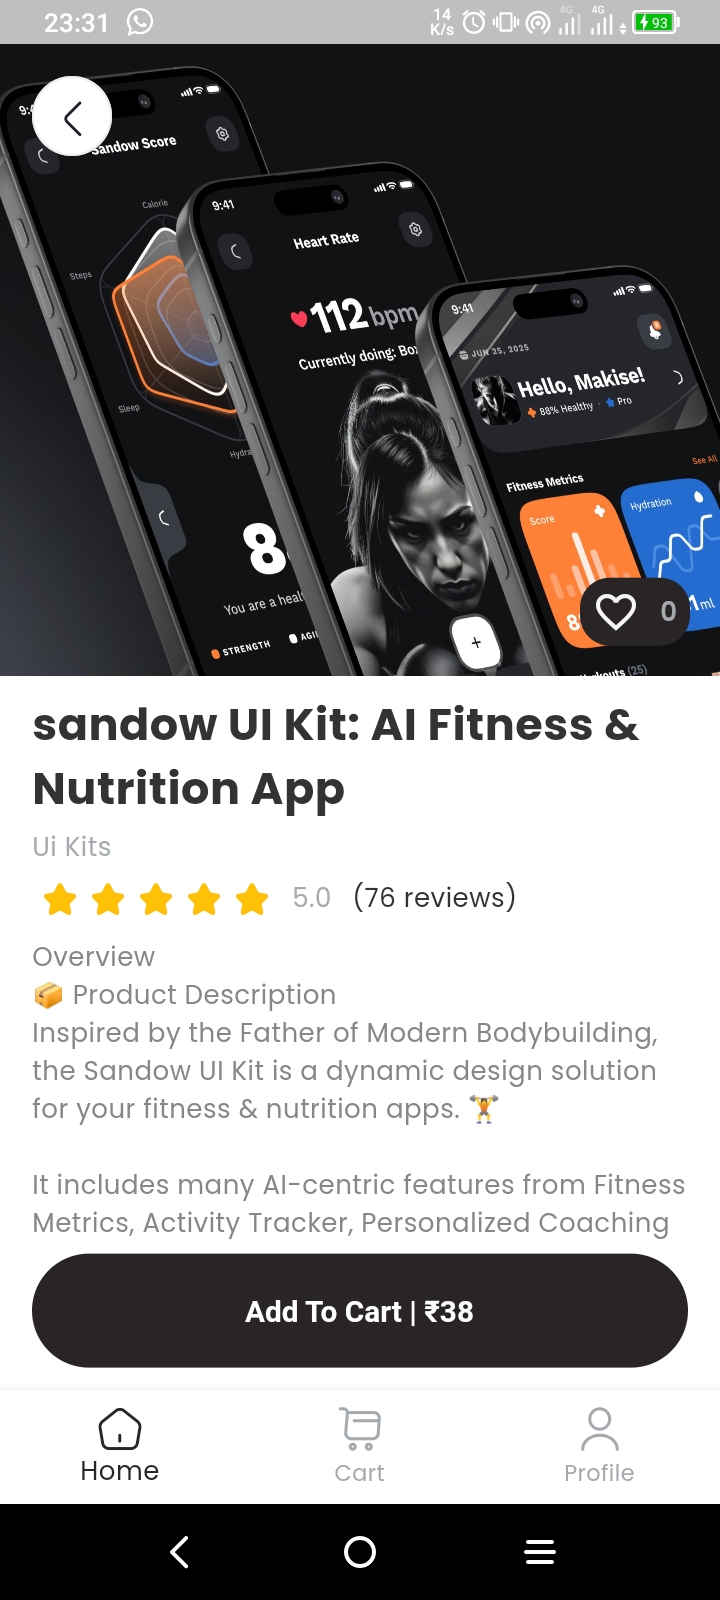 23:31
14
K/s
4G
4G
93
9:4
Sandow Score
Calorie
Steps
Sleep
Hydra
8
You are a heal
STRENGTH
AGI
9:41
Heart Rate
112 bpm
Currently doing: Box
+
9:41
JUN 25, 2025
Hello, Makise!
88% Healthy · Pro
Fitness Metrics
See All
Score
Hydration
8
1ml
0
rkouts (25)
sandow UI Kit: AI Fitness &
Nutrition App
Ui Kits
5.0 (76 reviews)
Overview
📦 Product Description
Inspired by the Father of Modern Bodybuilding,
the Sandow UI Kit is a dynamic design solution
for your fitness & nutrition apps. 🏋️
It includes many AI-centric features from Fitness
Metrics, Activity Tracker, Personalized Coaching
Add To Cart | ₹38
Home
Cart
Profile